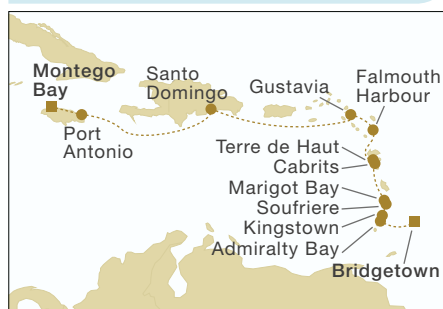 Montego
Bay
Port
Antonio
Santo
Domingo
Gustavia
Falmouth
Harbour
Terre de Haut
Cabrits
Marigot Bay
Soufriere
Kingstown
Admiralty Bay
Bridgetown